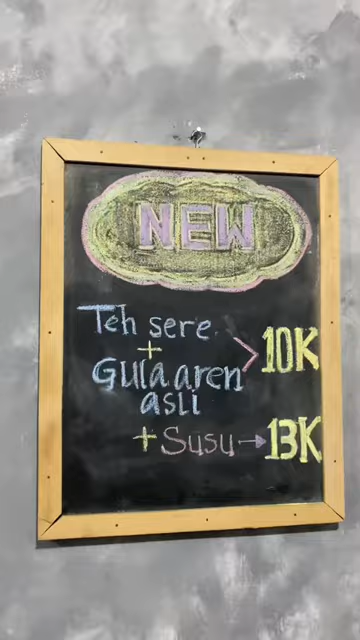 NEW
Teh sere
+
Gula aren
asli
> 10K
+ Susu → 13K